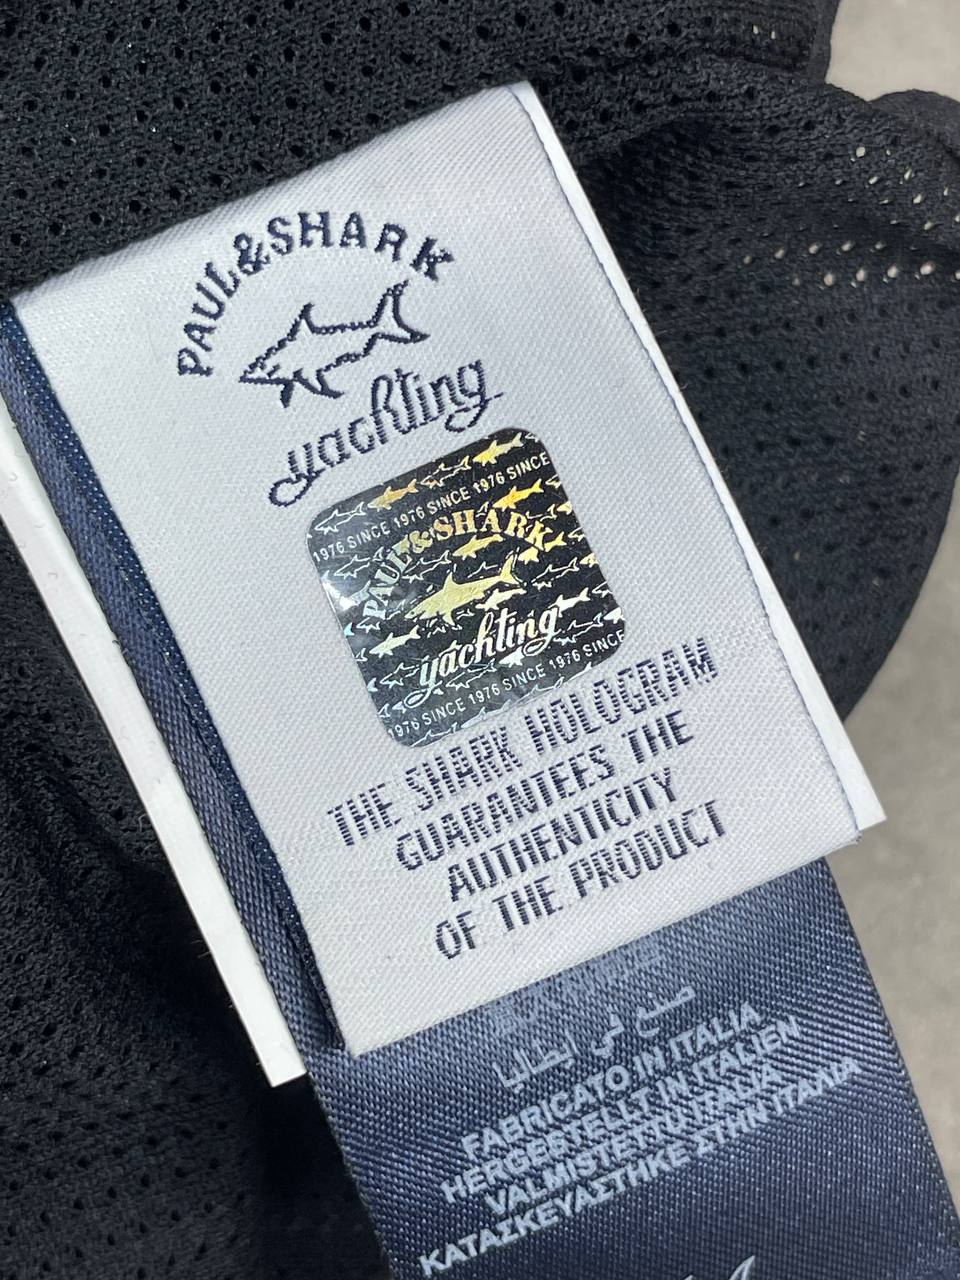 PAUL&SHARK
yachting
1976 SINCE 1976 SINCE 1976 SINCE
PAUL&SHARK
yachting
1976 SINCE 1976 SINCE 1976 SINCE
THE SHARK HOLOGRAM
GUARANTEES THE
AUTHENTICITY
OF THE PRODUCT
صنع في إيطاليا
FABRICATO IN ITALIA
HERGESTELLT IN ITALIEN
VALMISTETTU ITALIA
ΚΑΤΑΣΚΕΥΑΣΤΗΚΕ ΣΤΗΝ ΙΤΑΛΙΑ